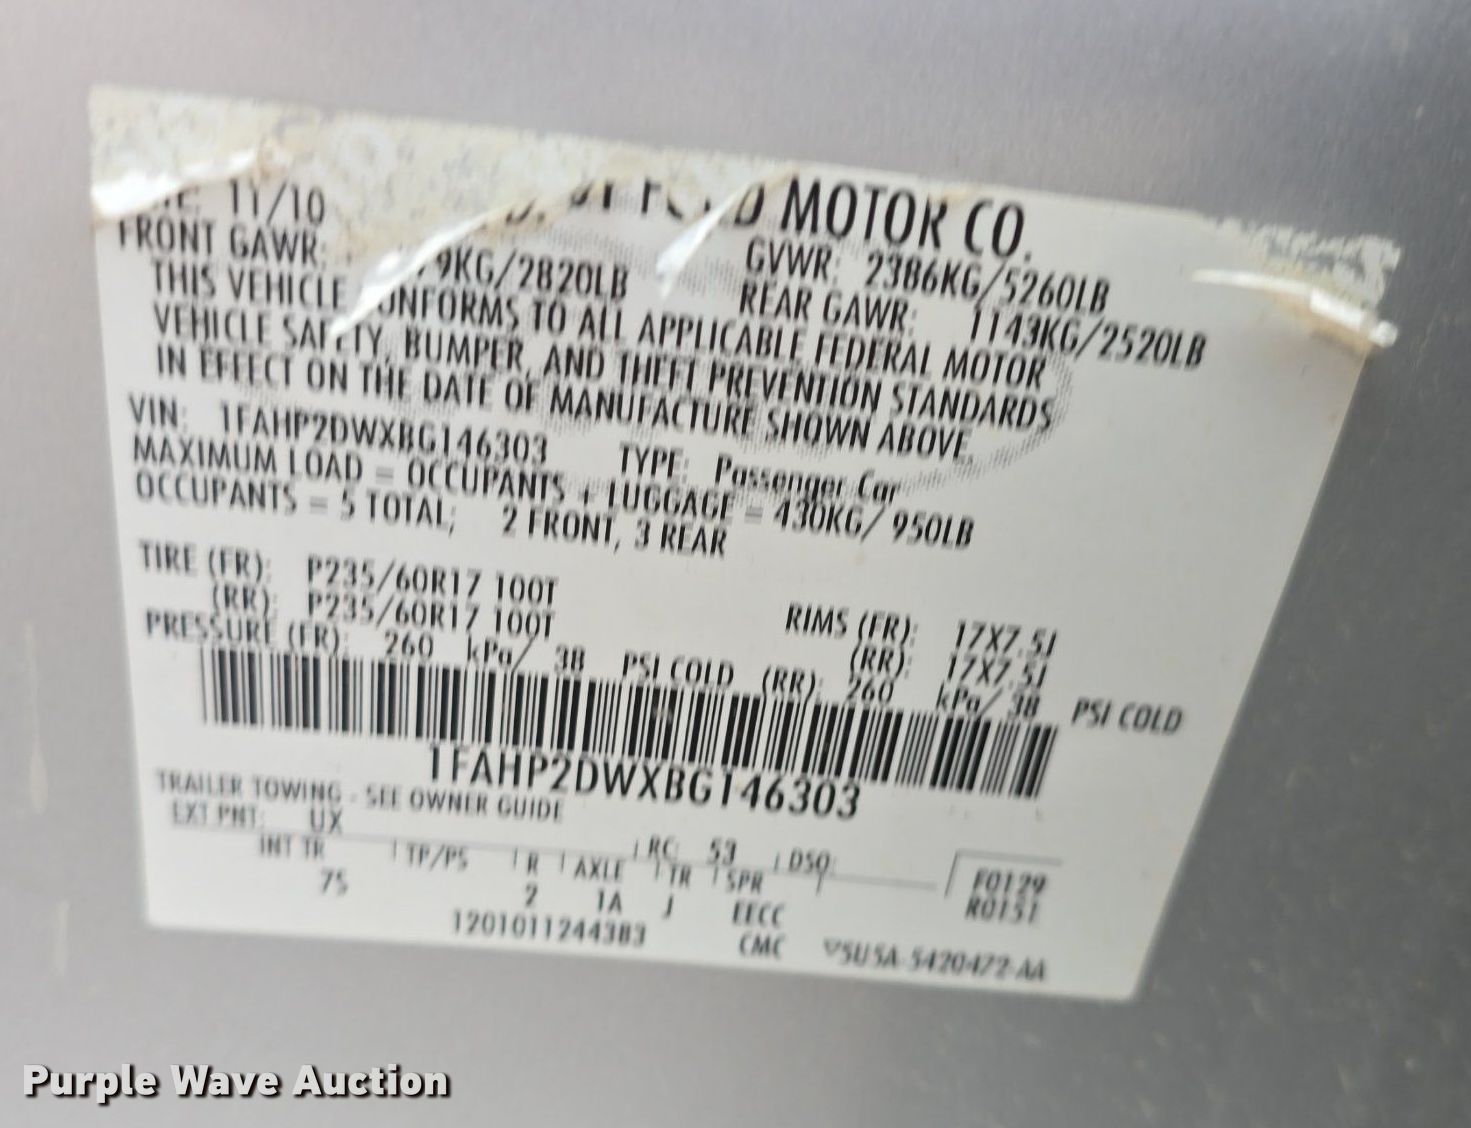 MOTOR CO.
11/10
GVWR: 2386KG/5260LB
FRONT GAWR: 9KG/2820LB
REAR GAWR: 1143KG/2520LB
THIS VEHICLE CONFORMS TO ALL APPLICABLE FEDERAL MOTOR
VEHICLE SAFETY, BUMPER, AND THEFT PREVENTION STANDARDS
IN EFFECT ON THE DATE OF MANUFACTURE SHOWN ABOVE.
VIN: 1FAHP2DWXBG146303 TYPE: Passenger Car
MAXIMUM LOAD = OCCUPANTS + LUGGAGE = 430KG/ 950LB
OCCUPANTS = 5 TOTAL; 2 FRONT, 3 REAR
TIRE (FR): P235/60R17 100T RIMS (FR): 17X7.5J
(RR): P235/60R17 100T (RR): 17X7.5J
PRESSURE (FR): 260 kPa/ 38 PSI COLD (RR): 260 kPa/ 38 PSI COLD
1FAHP2DWXBG146303
TRAILER TOWING - SEE OWNER GUIDE
EXT PNT: UX RC: 53 DSO:
INT TR TP/PS R AXLE TR SPR F0129
75 2 1A J EECC R0151
1201011244383 CMC 5U5A-5420472-AA
Purple Wave Auction